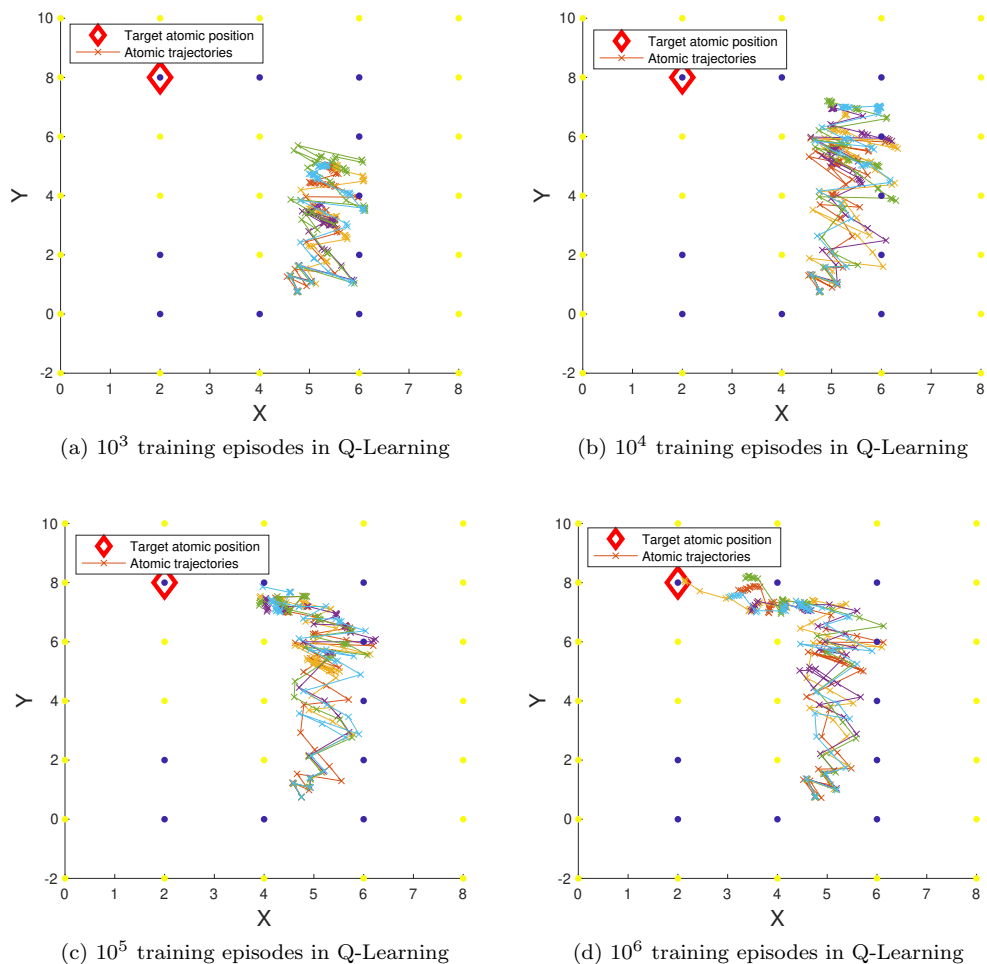 10
8
6
4
2
0
-2
Y
Target atomic position
Atomic trajectories
0 1 2 3 4 5 6 7 8
X
(a) 10³ training episodes in Q-Learning
10
8
6
4
2
0
-2
Y
Target atomic position
Atomic trajectories
0 1 2 3 4 5 6 7 8
X
(b) 10⁴ training episodes in Q-Learning
10
8
6
4
2
0
-2
Y
Target atomic position
Atomic trajectories
0 1 2 3 4 5 6 7 8
X
(c) 10⁵ training episodes in Q-Learning
10
8
6
4
2
0
-2
Y
Target atomic position
Atomic trajectories
0 1 2 3 4 5 6 7 8
X
(d) 10⁶ training episodes in Q-Learning